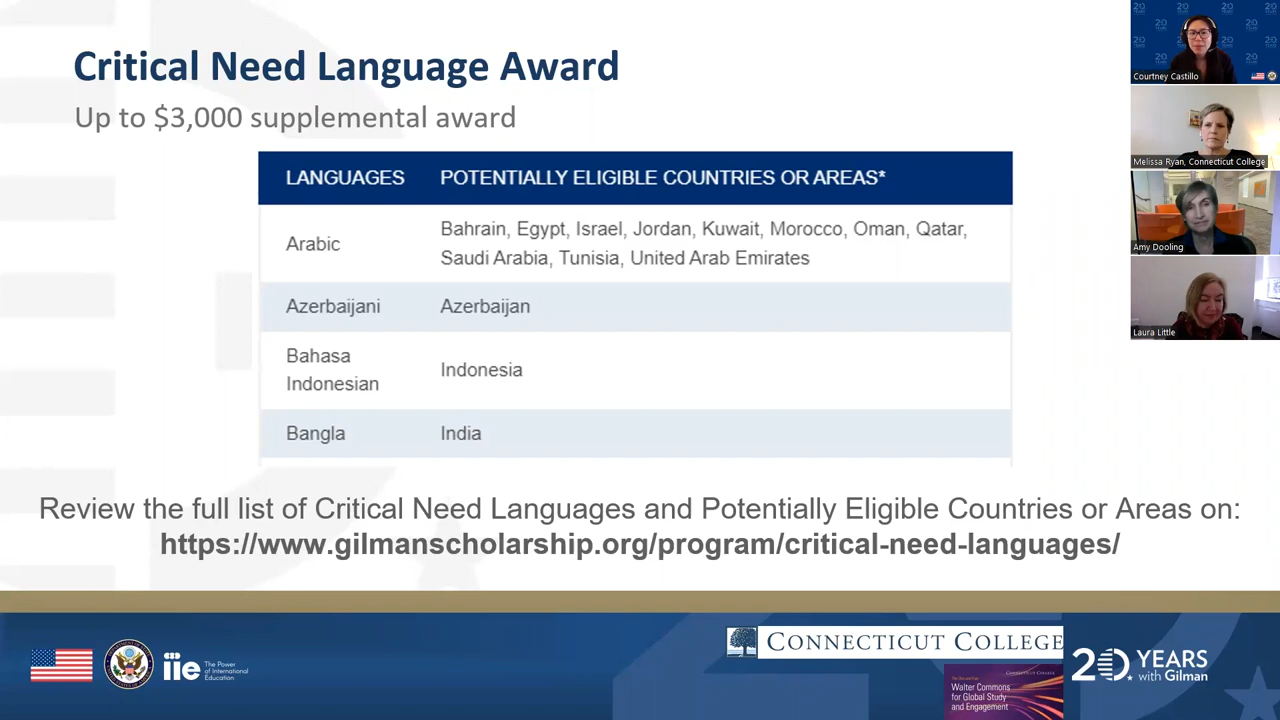 Critical Need Language Award
Up to $3,000 supplemental award
LANGUAGES POTENTIALLY ELIGIBLE COUNTRIES OR AREAS*
Arabic
Bahrain, Egypt, Israel, Jordan, Kuwait, Morocco, Oman, Qatar,
Saudi Arabia, Tunisia, United Arab Emirates
Azerbaijani Azerbaijan
Bahasa
Indonesian
Indonesia
Bangla India
Review the full list of Critical Need Languages and Potentially Eligible Countries or Areas on:
https://www.gilmanscholarship.org/program/critical-need-languages/
Courtney Castillo
Melissa Ryan, Connecticut College
Amy Dooling
Laura Little
iie
The Power
of International
Education
CONNECTICUT COLLEGE
CONNECTICUT COLLEGE
Walter Commons
for Global Study
and Engagement
20 YEARS
with Gilman